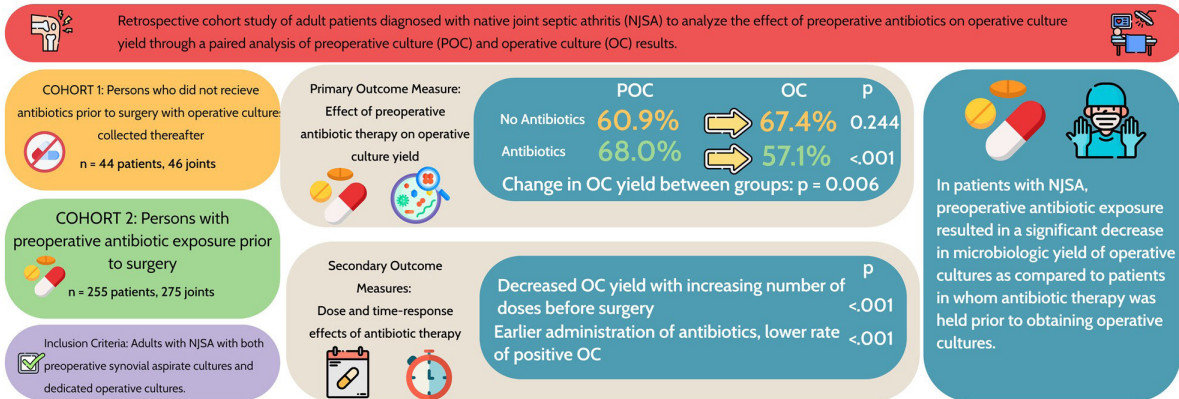 Retrospective cohort study of adult patients diagnosed with native joint septic athritis (NJSA) to analyze the effect of preoperative antibiotics on operative culture
yield through a paired analysis of preoperative culture (POC) and operative culture (OC) results.
COHORT 1: Persons who did not recieve
antibiotics prior to surgery with operative cultures
collected thereafter
n = 44 patients, 46 joints
COHORT 2: Persons with
preoperative antibiotic exposure prior
to surgery
n = 255 patients, 275 joints
Inclusion Criteria: Adults with NJSA with both
preoperative synovial aspirate cultures and
dedicated operative cultures.
Primary Outcome Measure:
Effect of preoperative
antibiotic therapy on operative
culture yield
POC OC p
No Antibiotics 60.9% 67.4% 0.244
Antibiotics 68.0% 57.1% <.001
Change in OC yield between groups: p = 0.006
Secondary Outcome
Measures:
Dose and time-response
effects of antibiotic therapy
p
Decreased OC yield with increasing number of
doses before surgery <.001
Earlier administration of antibiotics, lower rate
of positive OC <.001
In patients with NJSA,
preoperative antibiotic exposure
resulted in a significant decrease
in microbiologic yield of operative
cultures as compared to patients
in whom antibiotic therapy was
held prior to obtaining operative
cultures.